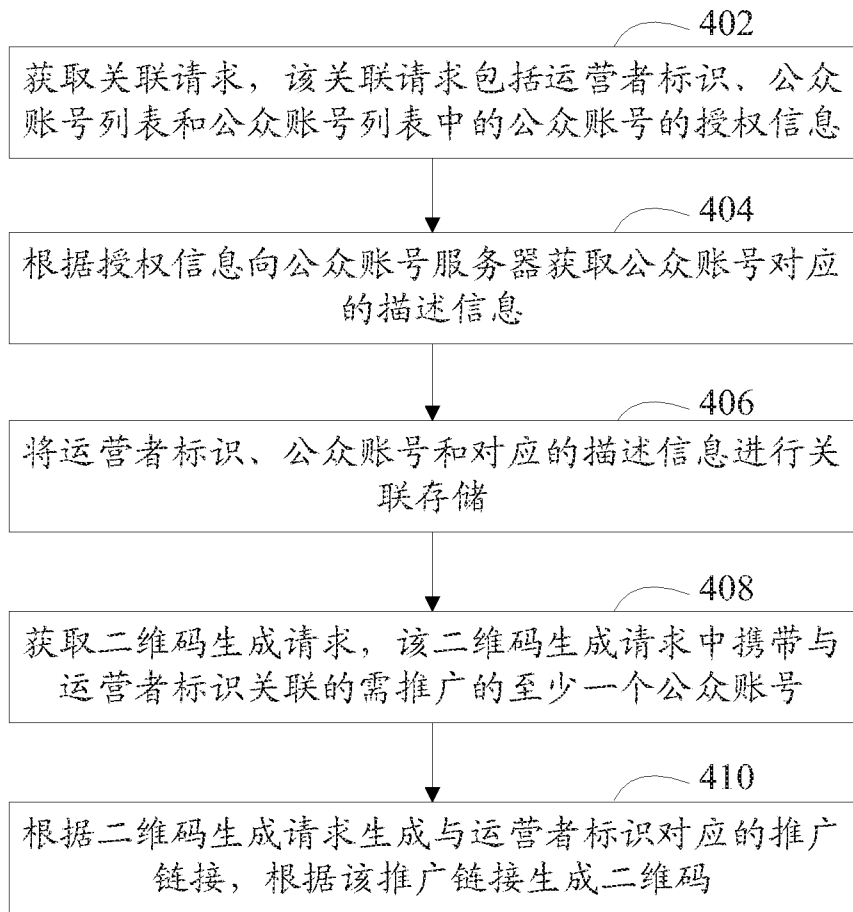 402
获取关联请求，该关联请求包括运营者标识、公众
账号列表和公众账号列表中的公众账号的授权信息
404
根据授权信息向公众账号服务器获取公众账号对应
的描述信息
406
将运营者标识、公众账号和对应的描述信息进行关
联存储
408
获取二维码生成请求，该二维码生成请求中携带与
运营者标识关联的需推广的至少一个公众账号
410
根据二维码生成请求生成与运营者标识对应的推广
链接，根据该推广链接生成二维码